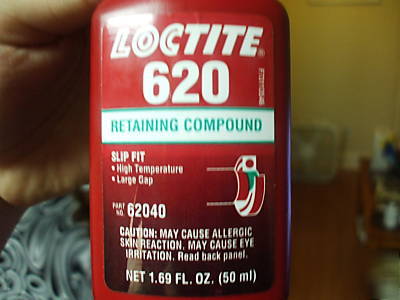 LOCTITE®
620
RETAINING COMPOUND
SLIP FIT
• High Temperature
• Large Gap
PART NO. 62040
CAUTION: MAY CAUSE ALLERGIC
SKIN REACTION. MAY CAUSE EYE
IRRITATION. Read back panel.
NET 1.69 FL. OZ. (50 ml)